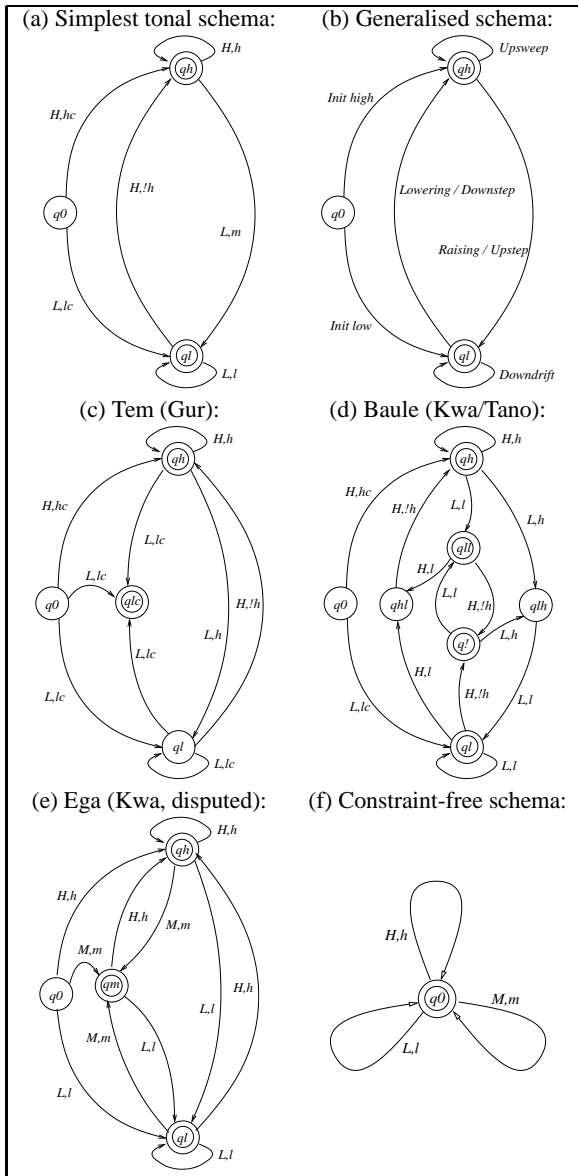 (a) Simplest tonal schema:
H,h
qh
H,hc
H,!h
q0
L,m
L,lc
ql
L,l
(b) Generalised schema:
Upsweep
qh
Init high
Lowering / Downstep
q0
Raising / Upstep
Init low
ql
Downdrift
(c) Tem (Gur):
H,h
qh
H,hc
L,lc
L,lc
q0
qlc
H,!h
L,h
L,lc
L,lc
ql
L,lc
(d) Baule (Kwa/Tano):
H,h
qh
H,hc
H,!h
L,l
L,h
qll
H,l
q0
qhl
L,l
H,!h
qlh
q!
L,h
H,l
H,!h
L,l
L,lc
ql
L,l
(e) Ega (Kwa, disputed):
H,h
qh
H,h
H,h
M,m
M,m
q0
qm
H,h
L,l
M,m
L,l
L,l
ql
L,l
(f) Constraint-free schema:
H,h
q0
M,m
L,l